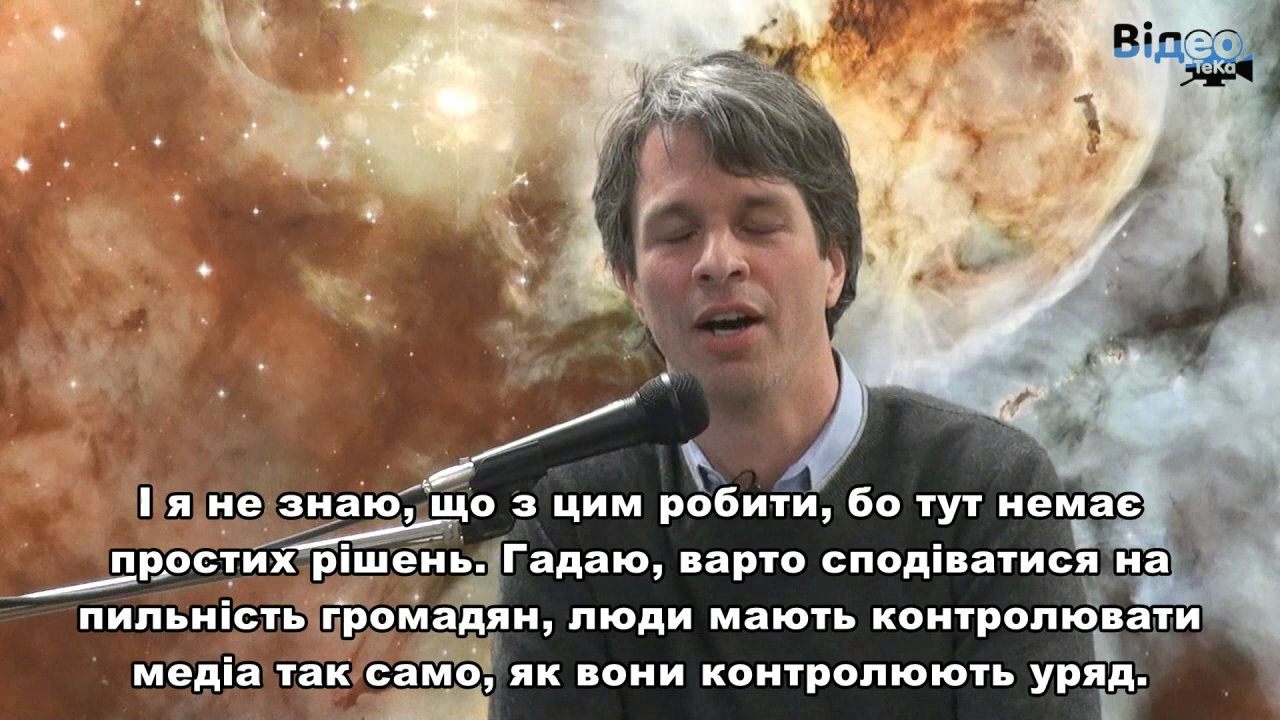 Відео
теКа
І я не знаю, що з цим робити, бо тут немає
простих рішень. Гадаю, варто сподіватися на
пильність громадян, люди мають контролювати
медіа так само, як вони контролюють уряд.